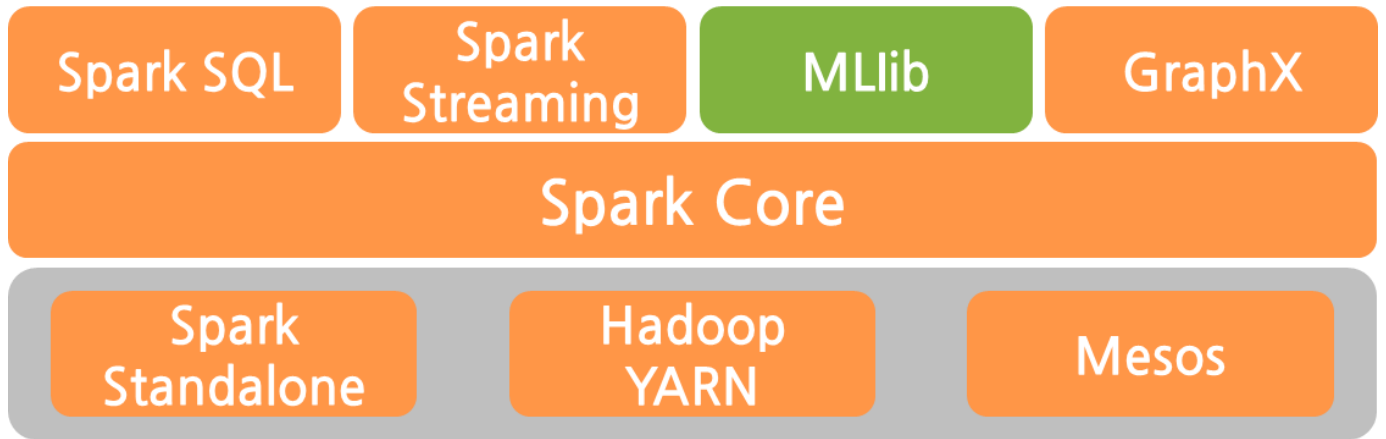 Spark SQL
Spark
Streaming
MLlib
GraphX
Spark Core
Spark
Standalone
Hadoop
YARN
Mesos